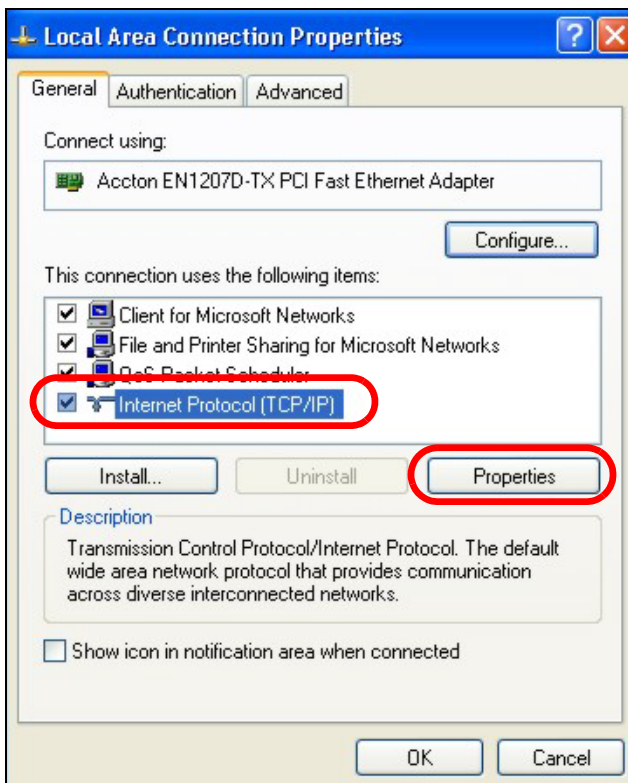 Local Area Connection Properties
General Authentication Advanced
Connect using:
Accton EN1207D-TX PCI Fast Ethernet Adapter
Configure...
This connection uses the following items:
Client for Microsoft Networks
File and Printer Sharing for Microsoft Networks
QoS Packet Scheduler
Internet Protocol (TCP/IP)
Install... Uninstall Properties
Description
Transmission Control Protocol/Internet Protocol. The default
wide area network protocol that provides communication
across diverse interconnected networks.
Show icon in notification area when connected
OK Cancel